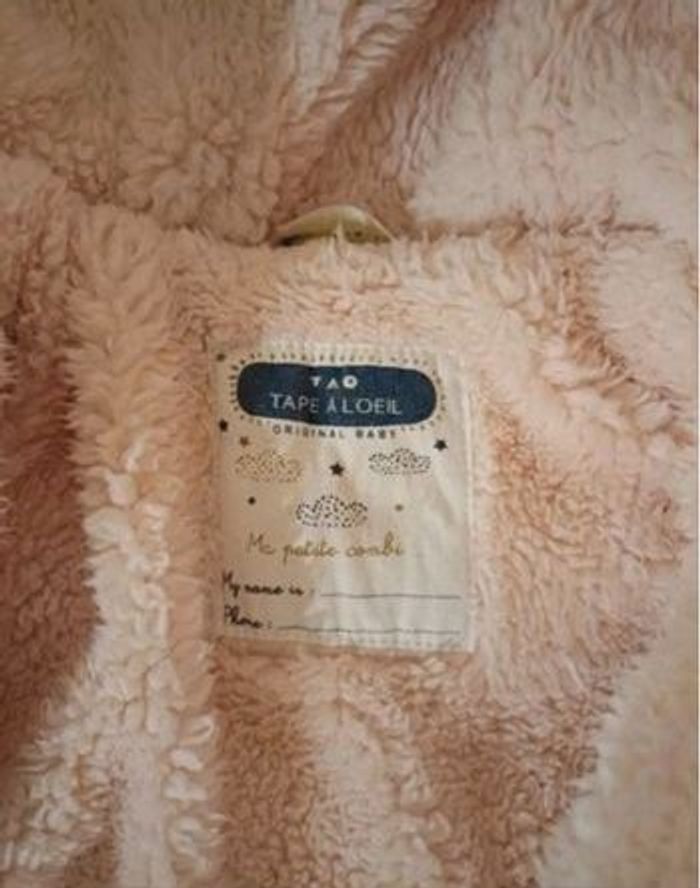 TAO
TAPE À L'OEIL
ORIGINAL BABY
Ma petite combi
My name is :
Phone :